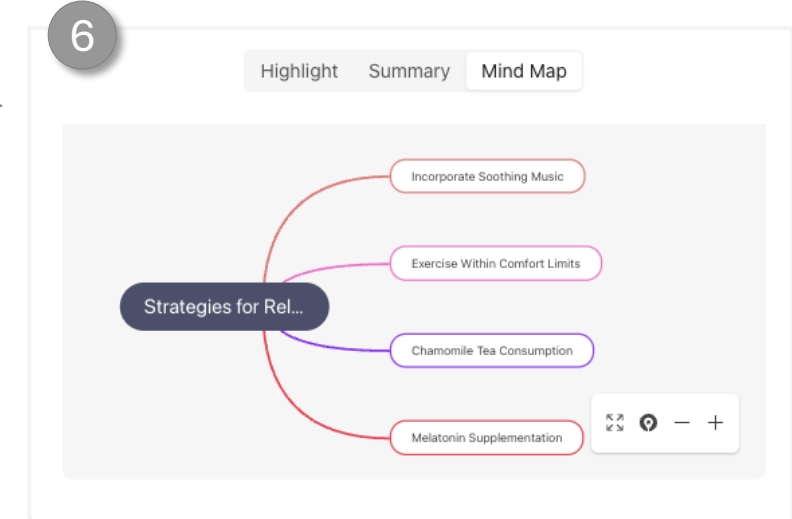 6
Highlight Summary Mind Map
Incorporate Soothing Music
Exercise Within Comfort Limits
Strategies for Rel...
Chamomile Tea Consumption
Melatonin Supplementation